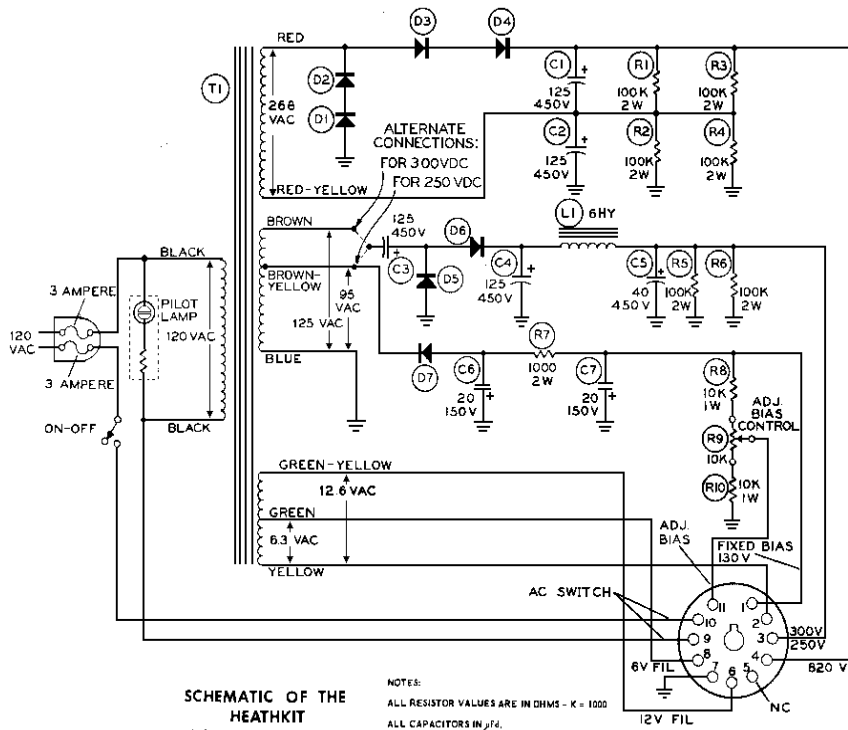 RED
D3
D4
T1
D2
D1
268
VAC
ALTERNATE
CONNECTIONS:
FOR 300VDC
FOR 250 VDC
C1
125
450V
R1
100K
2W
R3
100K
2W
C2
125
450V
R2
100K
2W
R4
100K
2W
RED-YELLOW
L1
6HY
BROWN
125
450V
D6
C3
D5
C4
125
450V
C5
40
450V
R5
100K
2W
R6
100K
2W
BROWN-
YELLOW
95
VAC
125 VAC
BLUE
BLACK
3 AMPERE
PILOT
LAMP
120
VAC
120 VAC
3 AMPERE
ON-OFF
BLACK
D7
C6
20
150V
R7
1000
2W
C7
20
150V
R8
10K
1W
ADJ.
BIAS
CONTROL
R9
10K
R10
10K
1W
GREEN-YELLOW
12.6 VAC
GREEN
6.3 VAC
YELLOW
ADJ.
BIAS
FIXED BIAS
130V
AC SWITCH
11
1
10
2
9
3
8
4
7
6
5
300V
250V
820 V
6V FIL
NC
12V FIL
SCHEMATIC OF THE
HEATHKIT
NOTES:
ALL RESISTOR VALUES ARE IN OHMS - K = 1000
ALL CAPACITORS IN µFd.